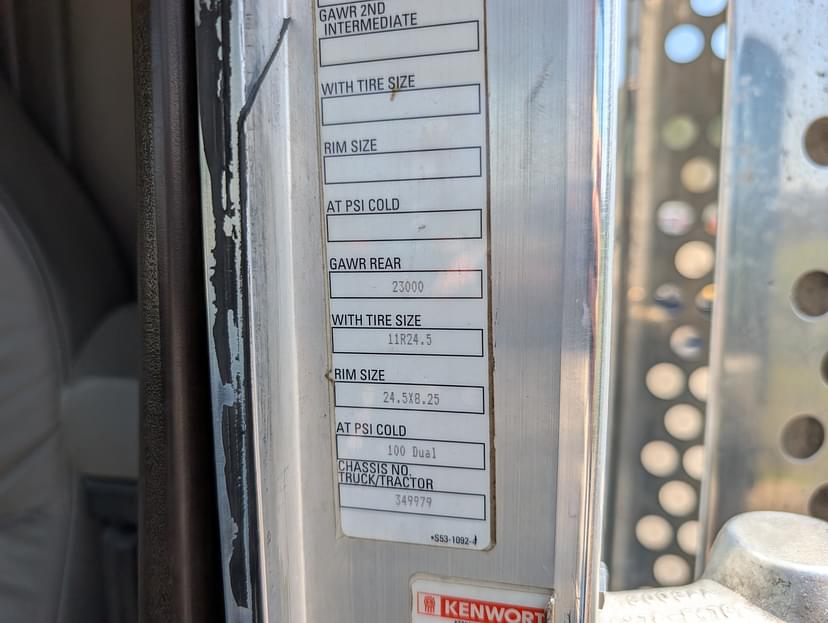 GAWR 2ND
INTERMEDIATE
WITH TIRE SIZE
RIM SIZE
AT PSI COLD
GAWR REAR
23000
WITH TIRE SIZE
11R24.5
RIM SIZE
24.5X8.25
AT PSI COLD
100 Dual
CHASSIS NO.
TRUCK/TRACTOR
349979
KENWORT